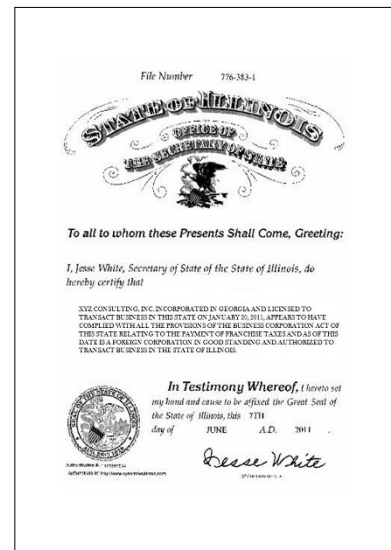 File Number 776-383-1
STATE OF ILLINOIS
OFFICE OF
THE SECRETARY OF STATE
To all to whom these Presents Shall Come, Greeting:
I, Jesse White, Secretary of State of the State of Illinois, do
hereby certify that
XYZ CONSULTING, INC. INCORPORATED IN GEORGIA AND LICENSED TO
TRANSACT BUSINESS IN THIS STATE ON JANUARY 20, 2011, APPEARS TO HAVE
COMPLIED WITH ALL THE PROVISIONS OF THE BUSINESS CORPORATION ACT OF
THIS STATE RELATING TO THE PAYMENT OF FRANCHISE TAXES AND AS OF THIS
DATE IS A FOREIGN CORPORATION IN GOOD STANDING AND AUTHORIZED TO
TRANSACT BUSINESS IN THE STATE OF ILLINOIS.
In Testimony Whereof, I hereto set
my hand and cause to be affixed the Great Seal of
the State of Illinois, this 7TH
day of JUNE A.D. 2011 .
Jesse White
SECRETARY OF STATE